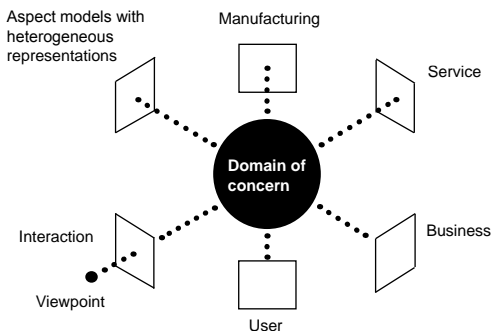 Aspect models with
heterogeneous
representations
Manufacturing
Service
Domain of
concern
Interaction
Business
Viewpoint
User